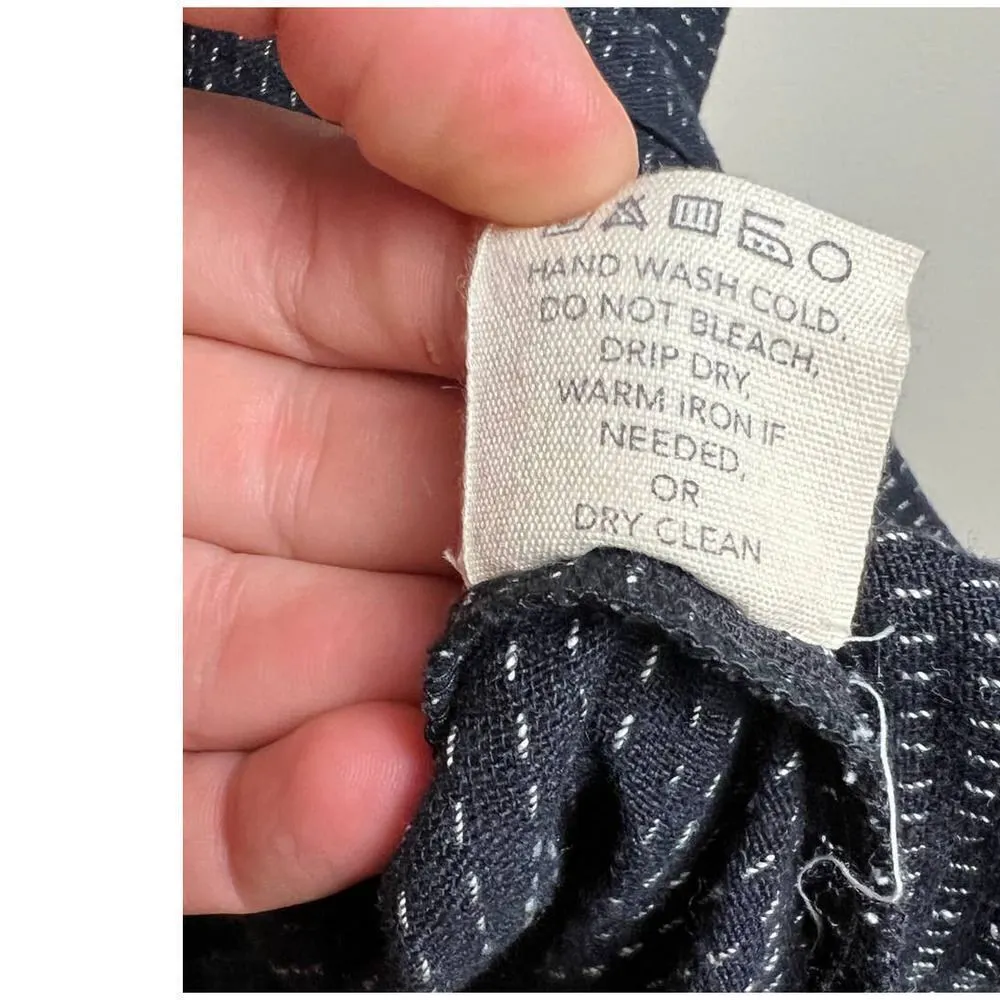 HAND WASH COLD,
DO NOT BLEACH,
DRIP DRY,
WARM IRON IF
NEEDED,
OR
DRY CLEAN